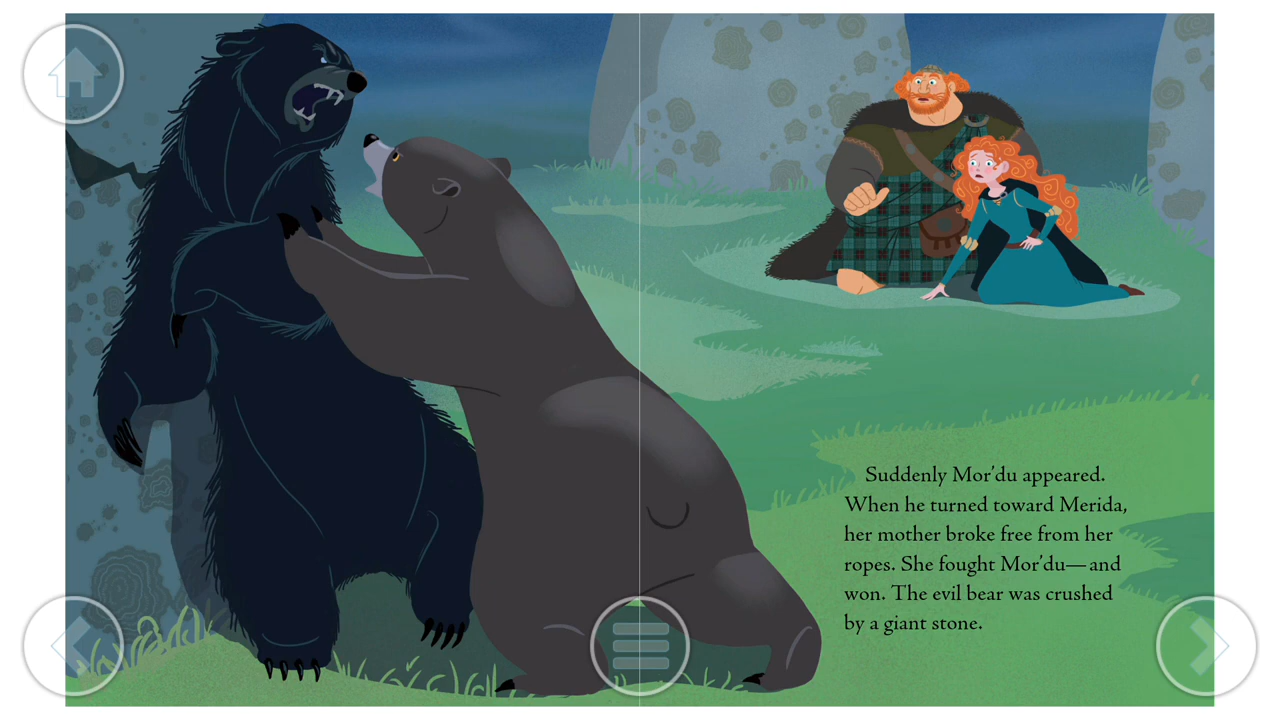 Suddenly Mor'du appeared.
When he turned toward Merida,
her mother broke free from her
ropes. She fought Mor'du—and
won. The evil bear was crushed
by a giant stone.